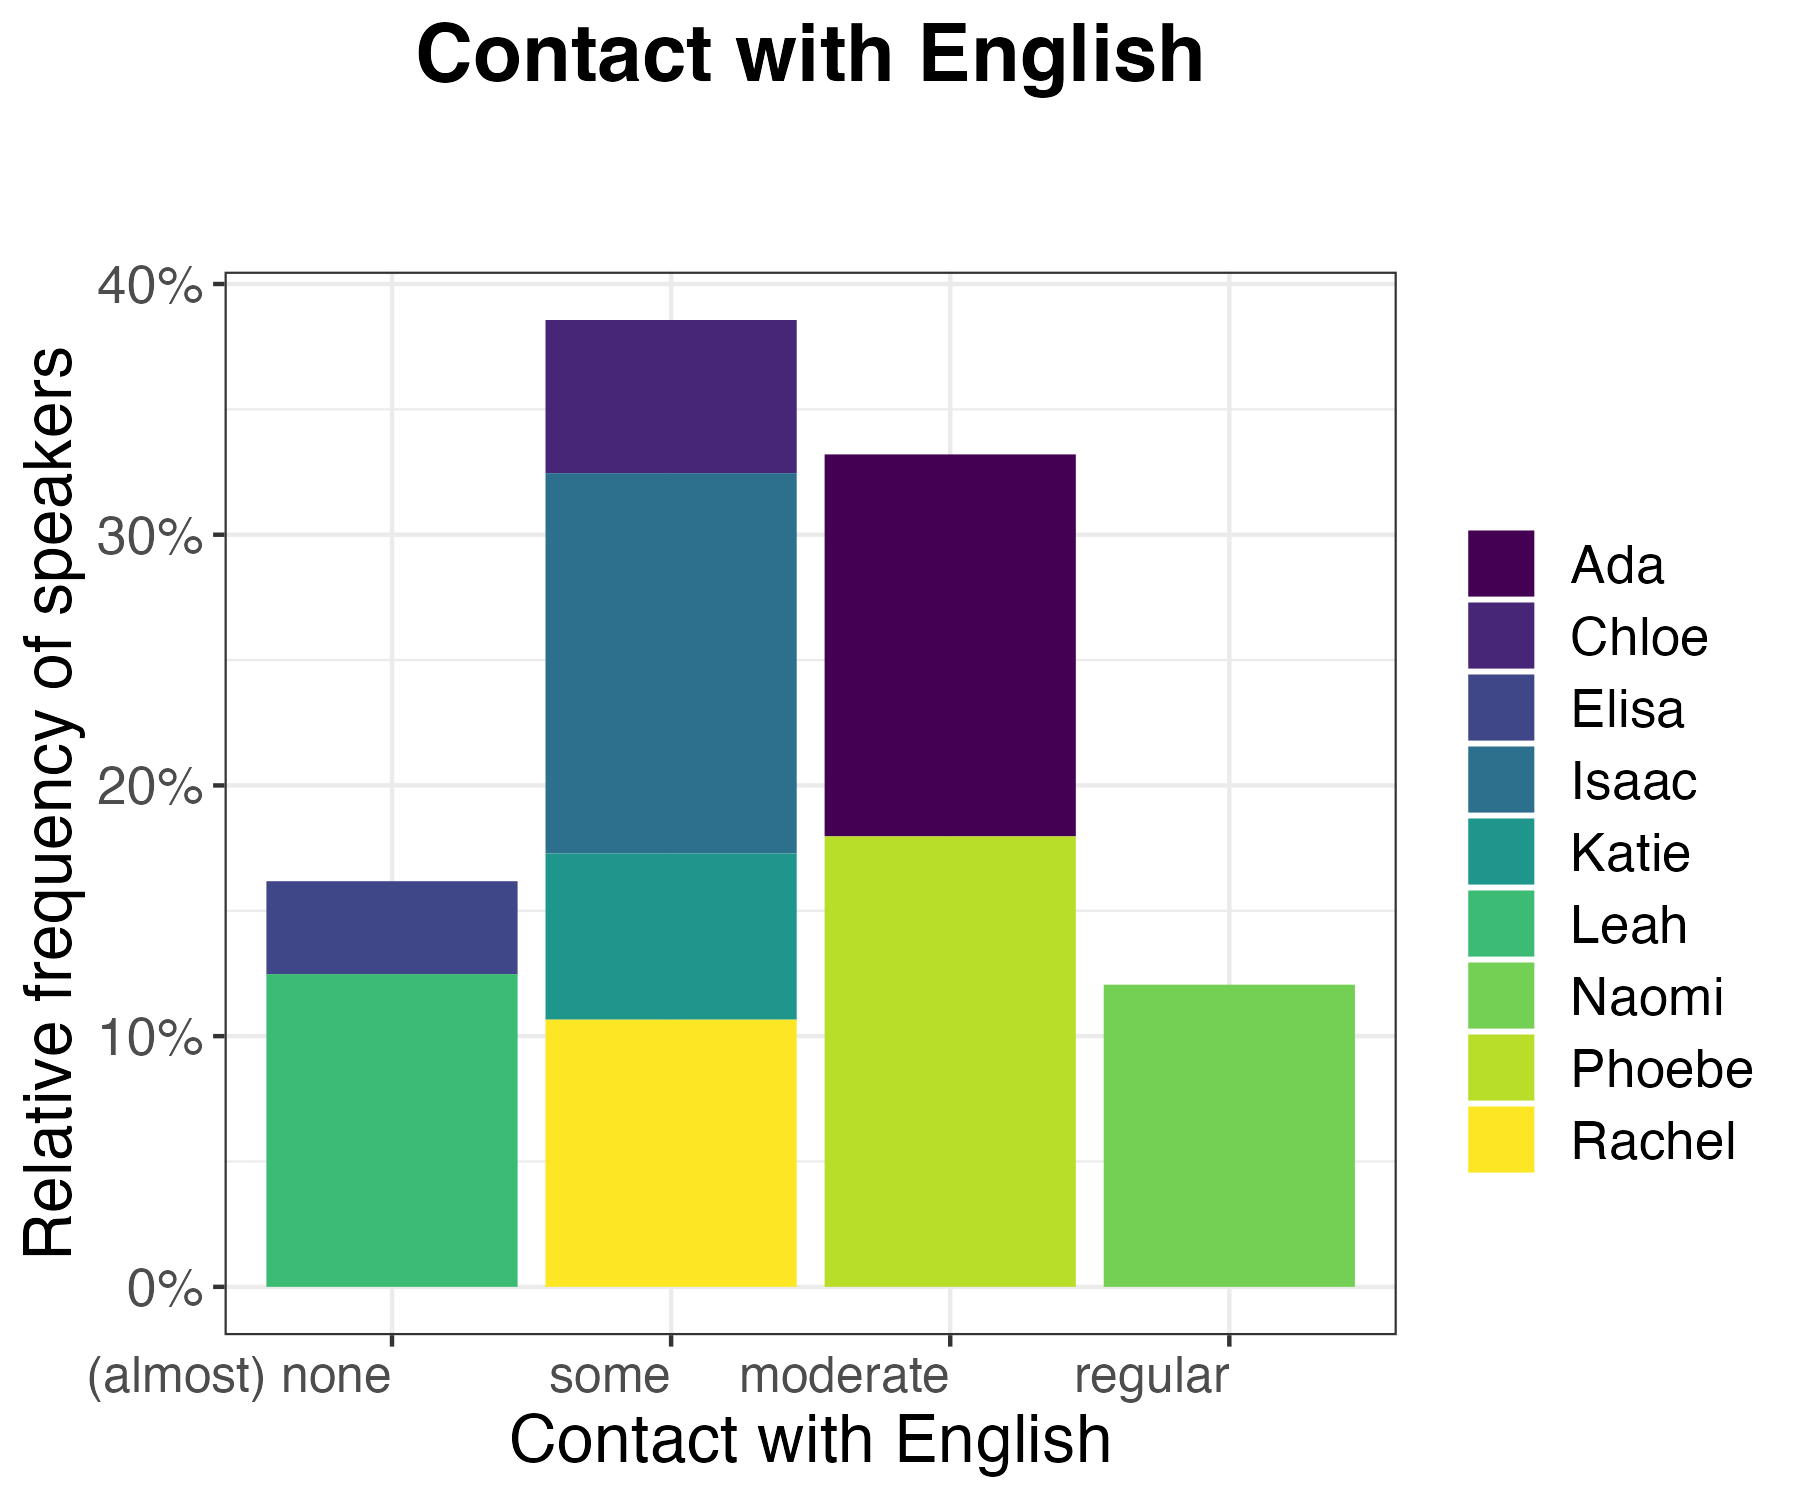 Contact with English
40%
30%
20%
10%
0%
Relative frequency of speakers
(almost) none
some
moderate
regular
Contact with English
Ada
Chloe
Elisa
Isaac
Katie
Leah
Naomi
Phoebe
Rachel